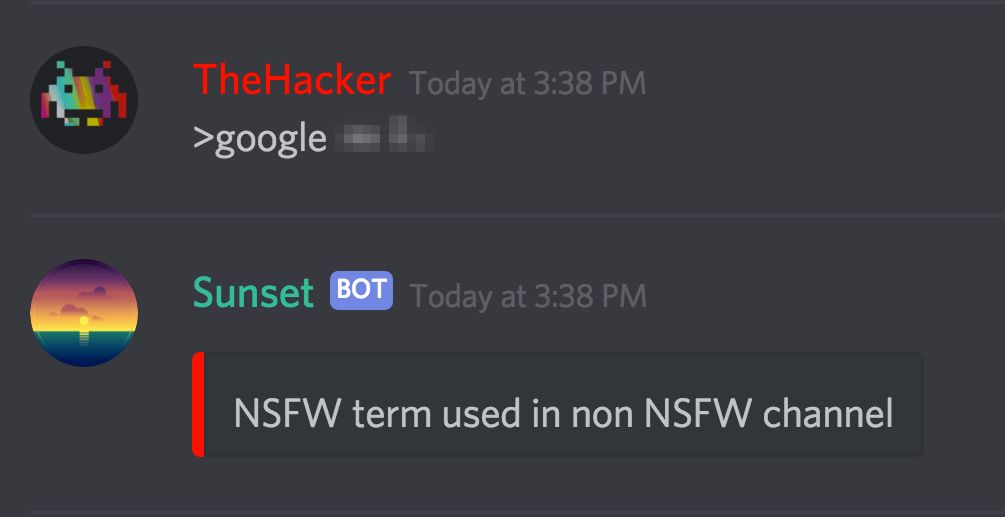 TheHacker Today at 3:38 PM
>google
Sunset BOT Today at 3:38 PM
NSFW term used in non NSFW channel